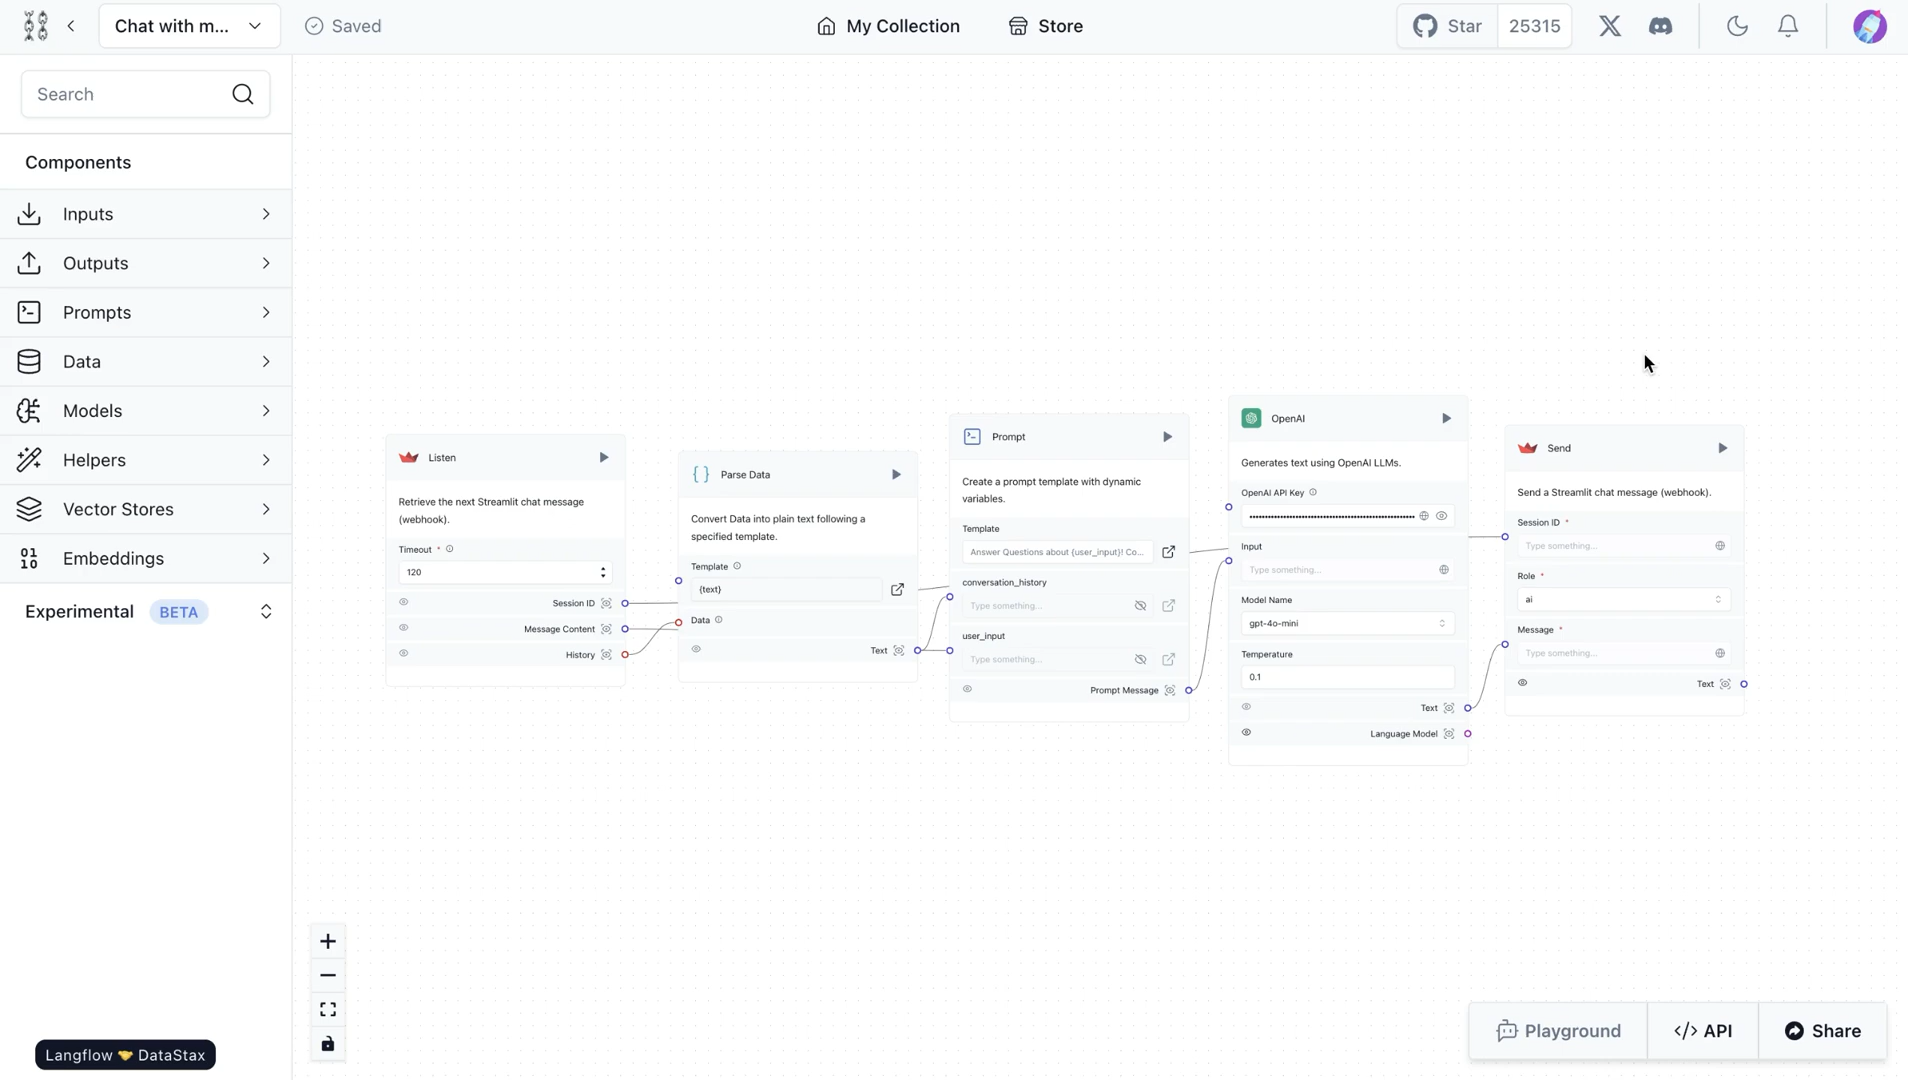 Chat with m...
Saved
My Collection
Store
Star
25315
Search
Components
Inputs
Outputs
Prompts
Data
Models
Helpers
Vector Stores
Embeddings
Experimental
BETA
Listen
Retrieve the next Streamlit chat message
(webhook).
Timeout *
120
Session ID
Message Content
History
Parse Data
Convert Data into plain text following a
specified template.
Template
{text}
Data
Text
Prompt
Create a prompt template with dynamic
variables.
Template
Answer Questions about {user_input}! Co...
conversation_history
Type something...
user_input
Type something...
Prompt Message
OpenAI
Generates text using OpenAI LLMs.
OpenAI API Key
Input
Type something...
Model Name
gpt-4o-mini
Temperature
0.1
Text
Language Model
Send
Send a Streamlit chat message (webhook).
Session ID *
Type something...
Role *
ai
Message *
Type something...
Text
Langflow 🤝 DataStax
Playground
</> API
Share